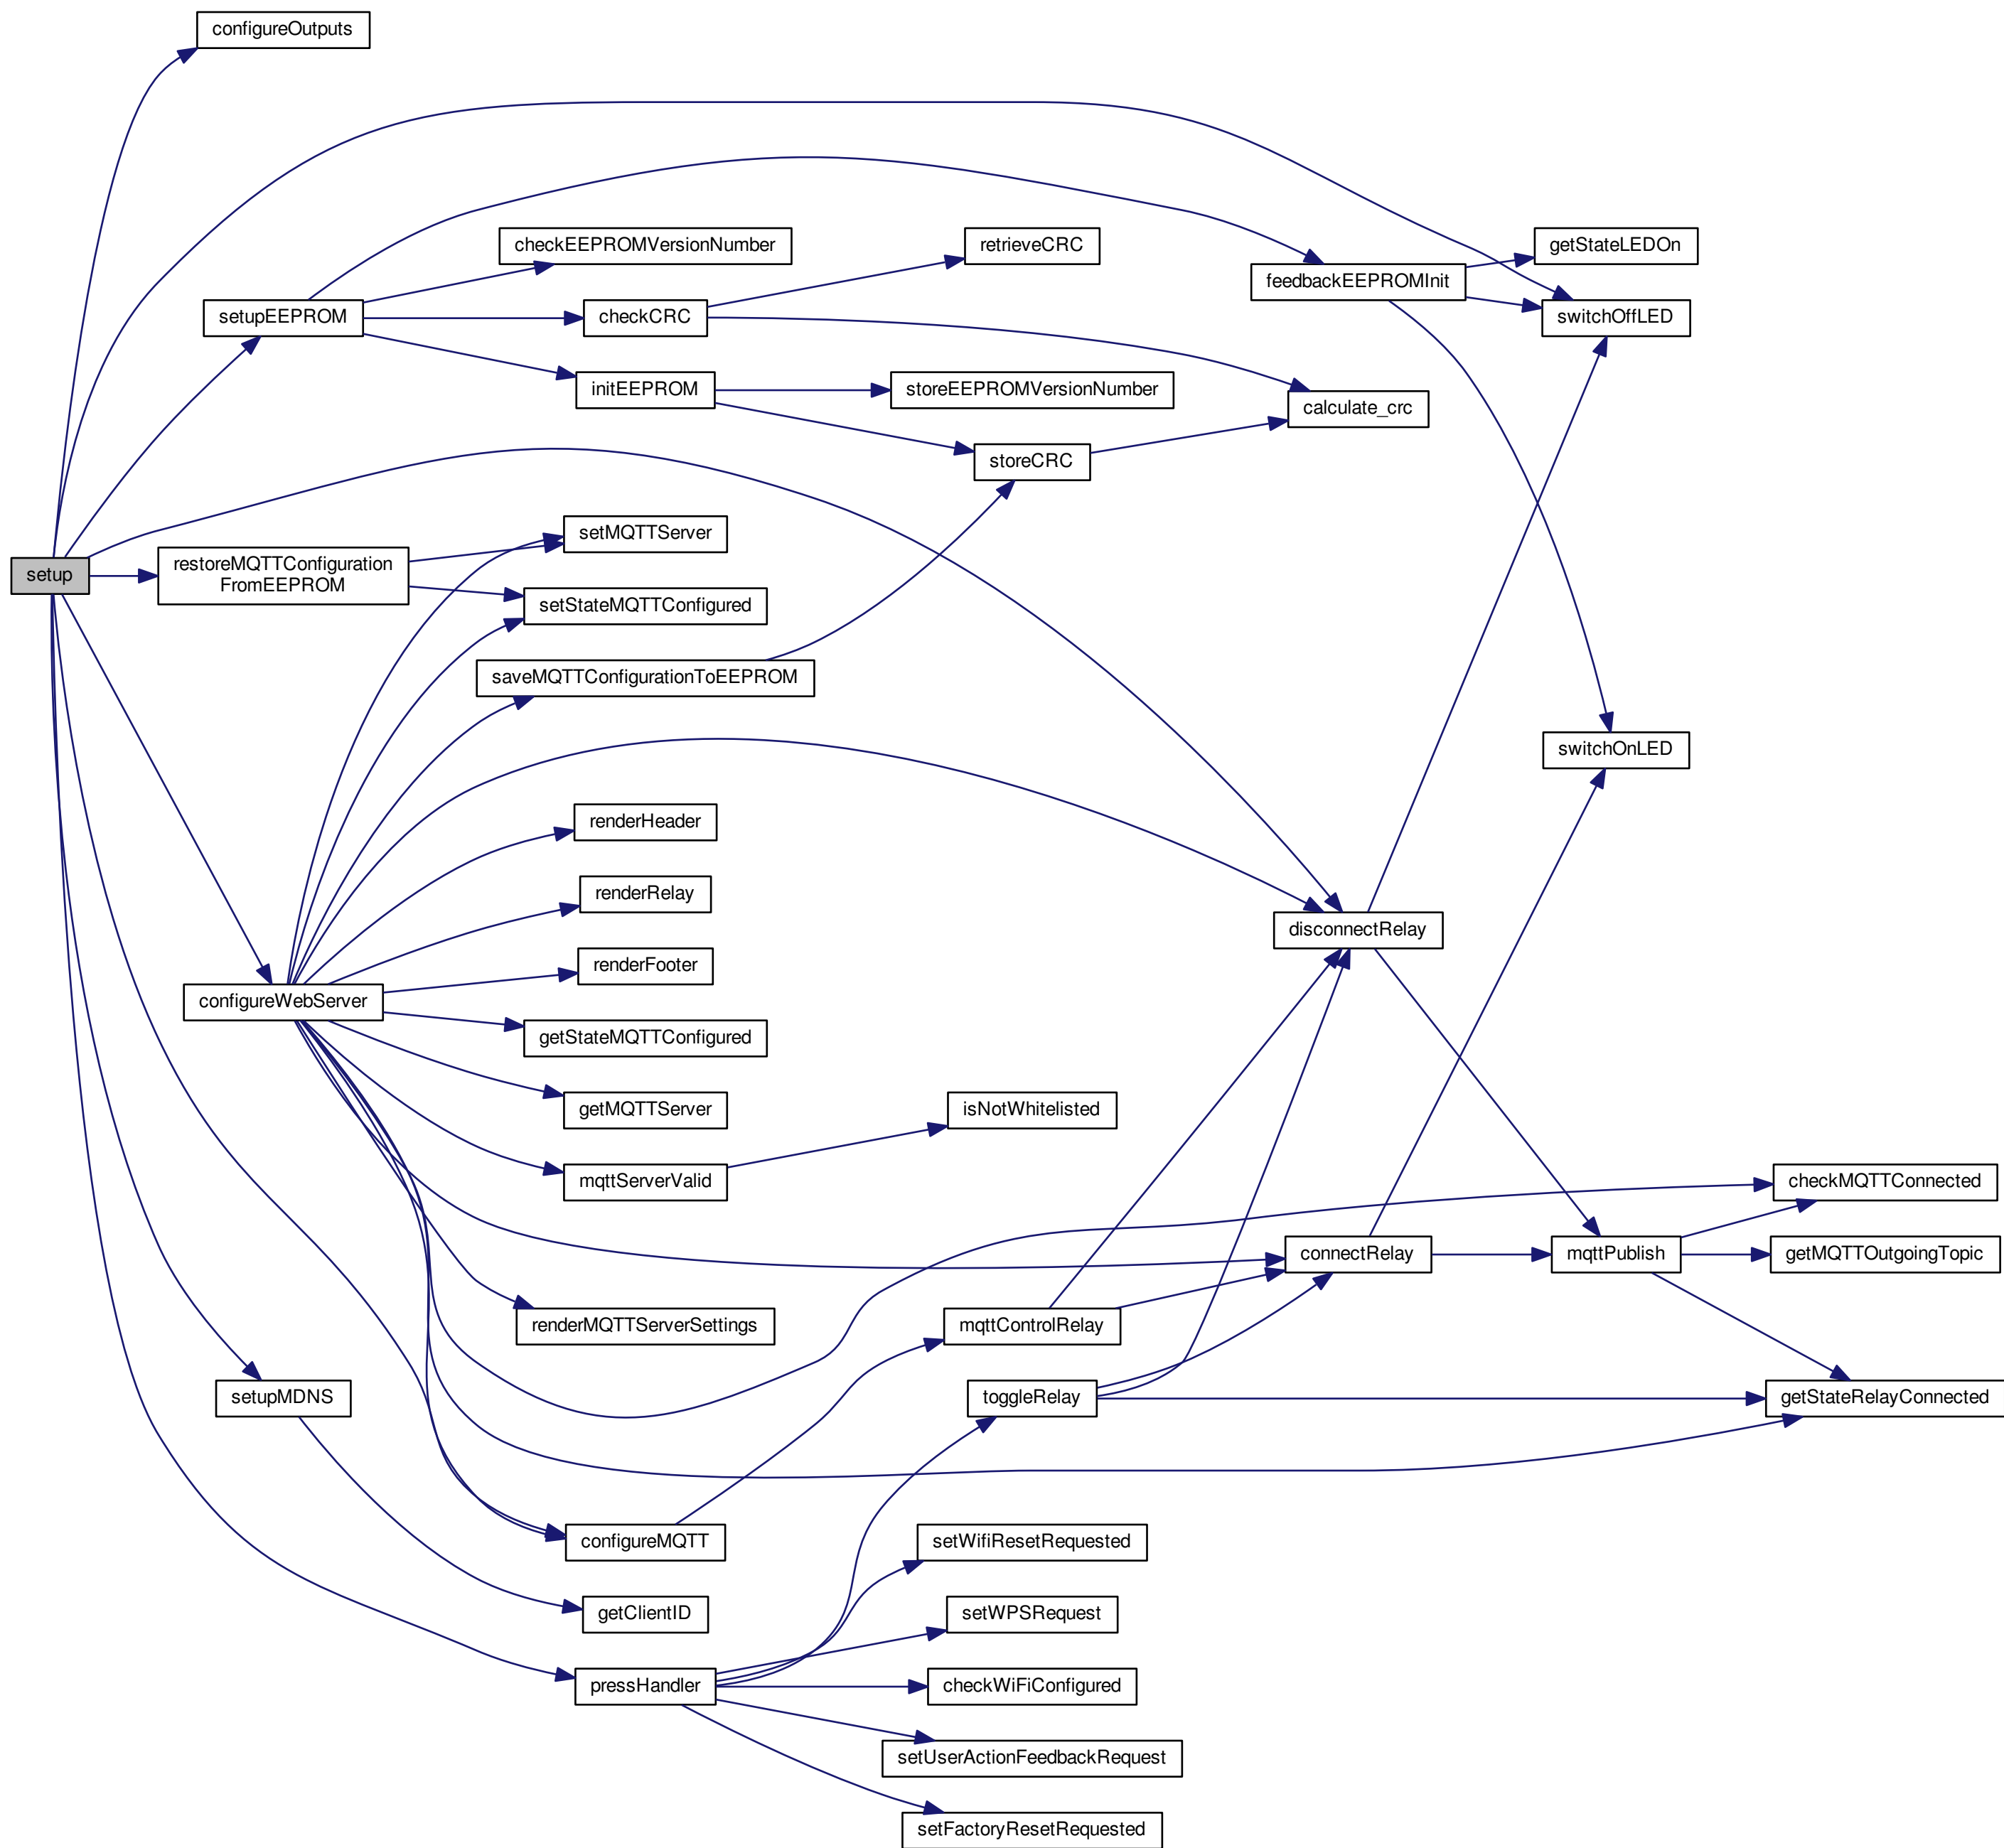 configureOutputs
checkEEPROMVersionNumber
retrieveCRC
getStateLEDOn
feedbackEEPROMInit
setupEEPROM
checkCRC
switchOffLED
initEEPROM
storeEEPROMVersionNumber
calculate_crc
storeCRC
setMQTTServer
setup
restoreMQTTConfiguration
FromEEPROM
setStateMQTTConfigured
saveMQTTConfigurationToEEPROM
switchOnLED
renderHeader
renderRelay
disconnectRelay
renderFooter
configureWebServer
getStateMQTTConfigured
getMQTTServer
isNotWhitelisted
mqttServerValid
checkMQTTConnected
connectRelay
mqttPublish
getMQTTOutgoingTopic
renderMQTTServerSettings
mqttControlRelay
setupMDNS
toggleRelay
getStateRelayConnected
configureMQTT
setWifiResetRequested
getClientID
setWPSRequest
pressHandler
checkWiFiConfigured
setUserActionFeedbackRequest
setFactoryResetRequested